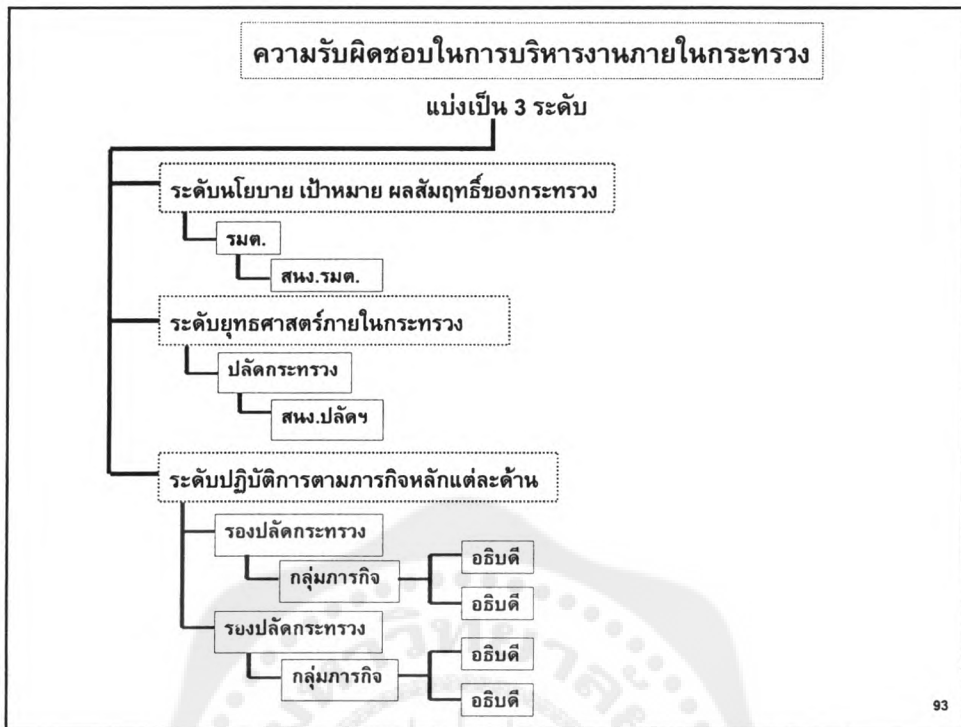 ความรับผิดชอบในการบริหารงานภายในกระทรวง
แบ่งเป็น 3 ระดับ
ระดับนโยบาย เป้าหมาย ผลสัมฤทธิ์ของกระทรวง
รมต.
สนง.รมต.
ระดับยุทธศาสตร์ภายในกระทรวง
ปลัดกระทรวง
สนง.ปลัดฯ
ระดับปฏิบัติการตามภารกิจหลักแต่ละด้าน
รองปลัดกระทรวง
กลุ่มภารกิจ
อธิบดี
อธิบดี
รองปลัดกระทรวง
กลุ่มภารกิจ
อธิบดี
อธิบดี
93